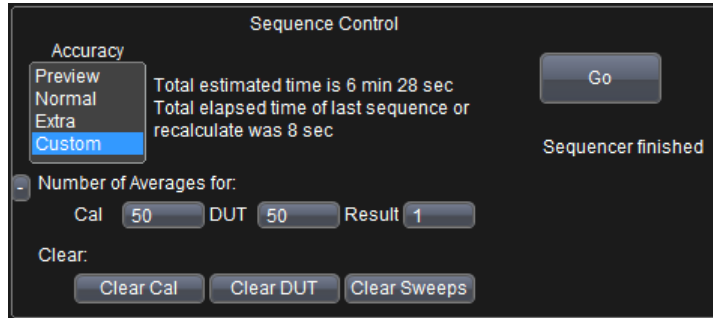 Sequence Control
Accuracy
Preview
Normal
Extra
Custom
Total estimated time is 6 min 28 sec
Total elapsed time of last sequence or
recalculate was 8 sec
Go
Sequencer finished
- Number of Averages for:
Cal 50 DUT 50 Result 1
Clear:
Clear Cal Clear DUT Clear Sweeps